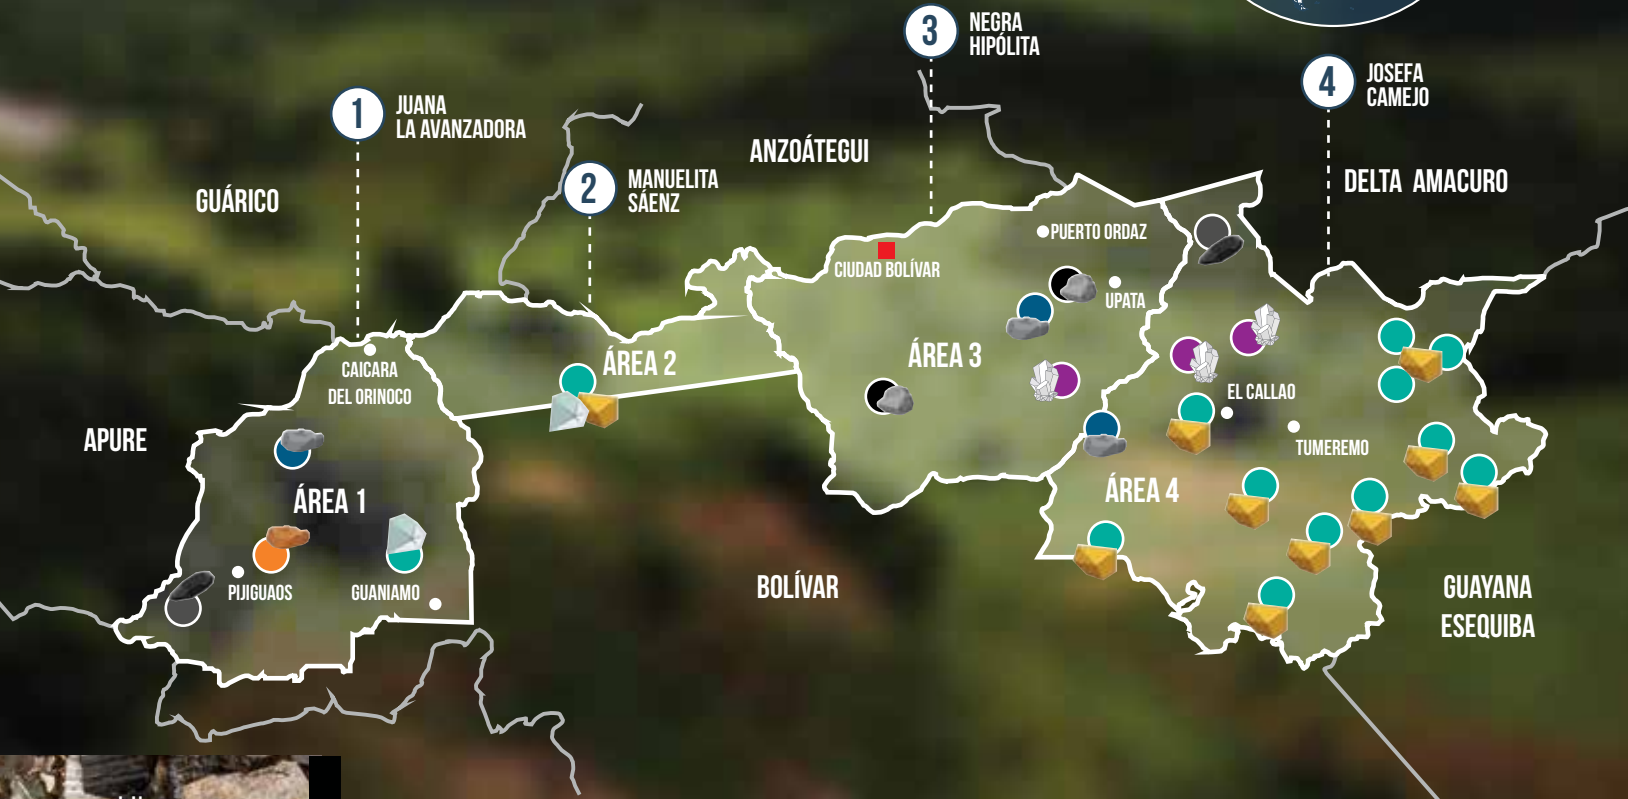 3
NEGRA
HIPÓLITA
4
JOSEFA
CAMEJO
1
JUANA
LA AVANZADORA
2
MANUELITA
SÁENZ
ANZOÁTEGUI
DELTA AMACURO
GUÁRICO
PUERTO ORDAZ
CIUDAD BOLÍVAR
UPATA
CAICARA
DEL ORINOCO
ÁREA 2
ÁREA 3
EL CALLAO
TUMEREMO
APURE
ÁREA 1
ÁREA 4
PIJIGUAOS
GUANIAMO
BOLÍVAR
GUAYANA
ESEQUIBA